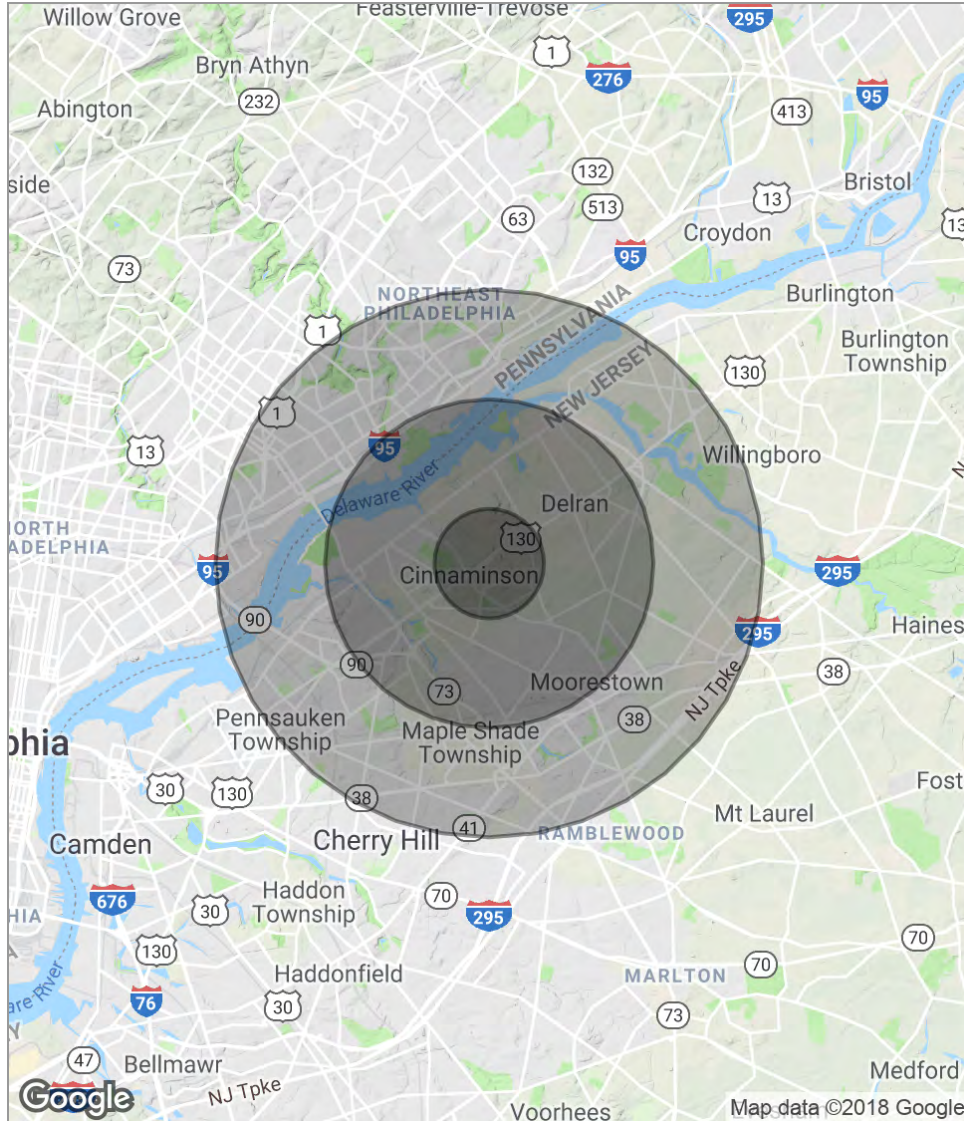 Willow Grove
Feasterville-Trevose
295
1
Bryn Athyn
276
95
232
Abington
413
side
132
Bristol
13
513
63
13
Croydon
95
73
NORTHEAST
PHILADELPHIA
PENNSYLVANIA
Burlington
1
Burlington
Township
NEW JERSEY
130
1
95
13
Willingboro
Delaware River
Delran
NORTH
ADELPHIA
130
95
Cinnaminson
295
90
Haines
295
90
38
Moorestown
73
NJ Tpke
Pennsauken
Township
38
Maple Shade
Township
phia
Fost
30
130
38
Mt Laurel
41
RAMBLEWOOD
Camden
Cherry Hill
Haddon
Township
70
676
30
295
PHIA
70
130
70
Haddonfield
MARLTON
are River
76
30
73
47
Bellmawr
Medford
NJ Tpke
Google
Voorhees
Map data ©2018 Google